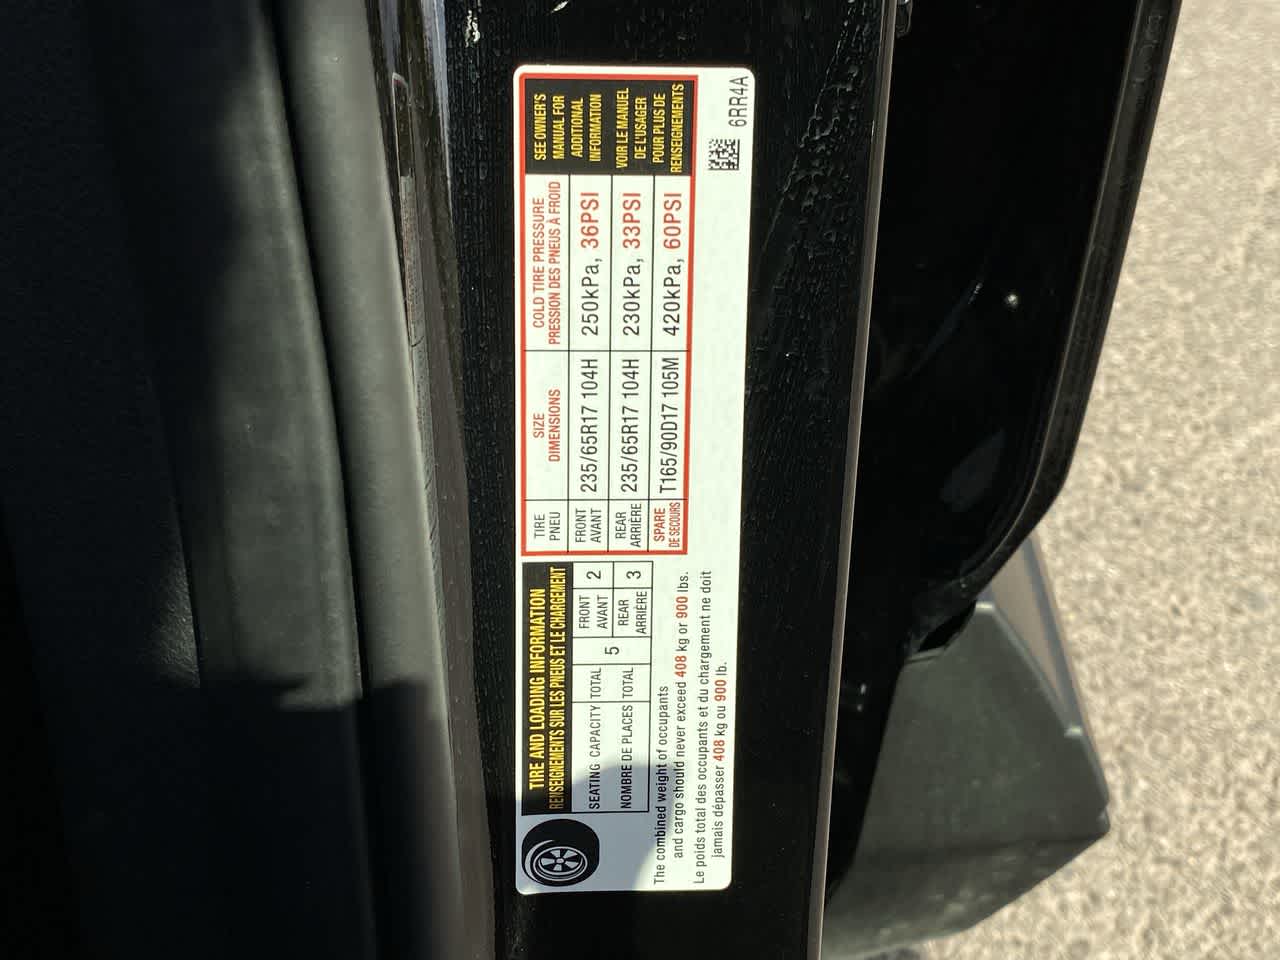 TIRE AND LOADING INFORMATION
RENSEIGNEMENTS SUR LES PNEUS ET LE CHARGEMENT
SEATING CAPACITY
NOMBRE DE PLACES
TOTAL
TOTAL
5
FRONT
AVANT
2
REAR
ARRIÈRE
3
The combined weight of occupants
and cargo should never exceed 408 kg or 900 lbs.
Le poids total des occupants et du chargement ne doit
jamais dépasser 408 kg ou 900 lb.
TIRE
PNEU
SIZE
DIMENSIONS
COLD TIRE PRESSURE
PRESSION DES PNEUS À FROID
FRONT
AVANT
235/65R17 104H
250kPa, 36PSI
REAR
ARRIÈRE
235/65R17 104H
230kPa, 33PSI
SPARE
DE SECOURS
T165/90D17 105M
420kPa, 60PSI
SEE OWNER'S
MANUAL FOR
ADDITIONAL
INFORMATION
VOIR LE MANUEL
DE L'USAGER
POUR PLUS DE
RENSEIGNEMENTS
6RR4A